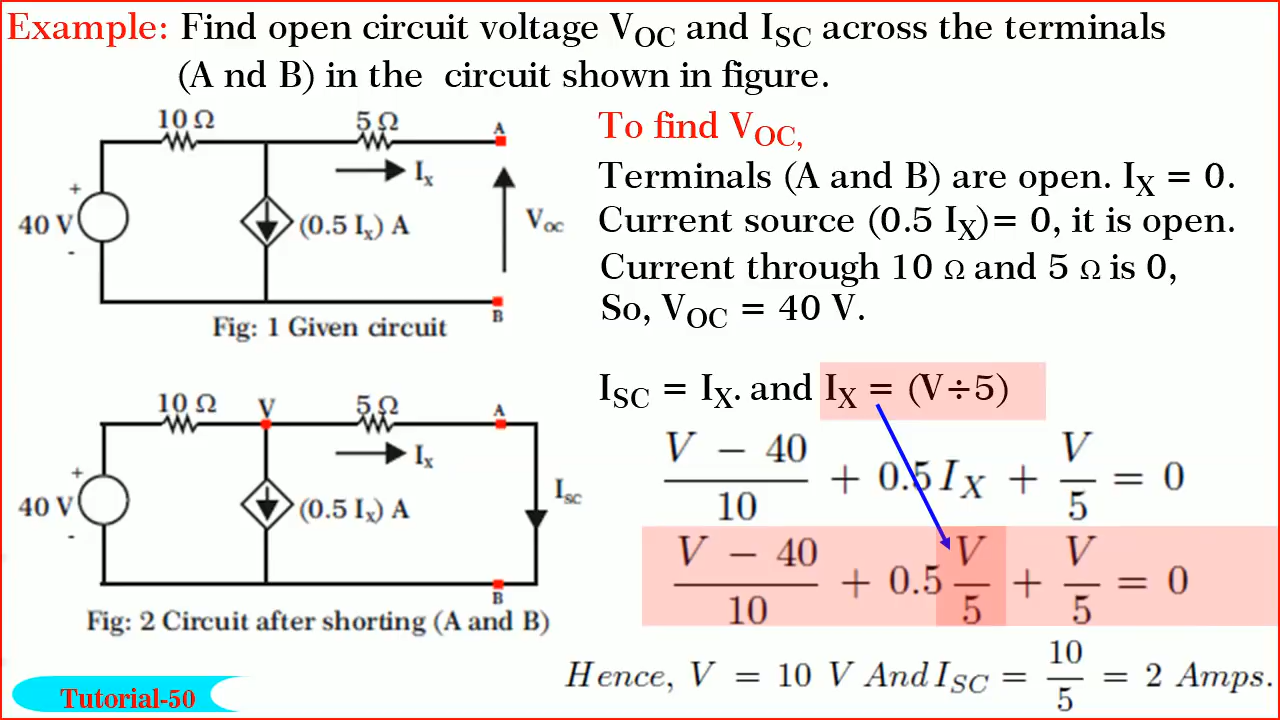 Example: Find open circuit voltage V_OC and I_SC across the terminals
(A nd B) in the circuit shown in figure.
10 Ω
5 Ω
A
I_x
+
40 V
-
(0.5 I_x) A
V_oc
B
Fig: 1 Given circuit
To find V_OC,
Terminals (A and B) are open. I_X = 0.
Current source (0.5 I_X)= 0, it is open.
Current through 10 Ω and 5 Ω is 0,
So, V_OC = 40 V.
10 Ω
V
5 Ω
A
I_x
+
40 V
-
(0.5 I_x) A
I_sc
B
Fig: 2 Circuit after shorting (A and B)
I_SC = I_X. and I_X = (V÷5)
(V − 40)/10 + 0.5 I_X + V/5 = 0
(V − 40)/10 + 0.5 V/5 + V/5 = 0
Hence, V = 10 V And I_SC = 10/5 = 2 Amps.
Tutorial-50